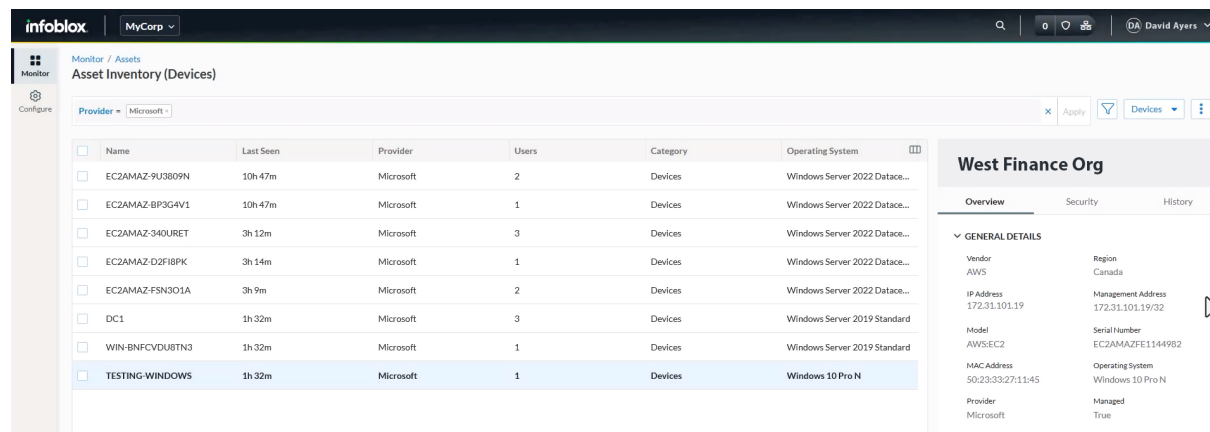 infoblox. MyCorp 0 DA David Ayers
Monitor / Assets
Asset Inventory (Devices)
Monitor
Configure
Provider = Microsoft × × Apply Devices
Name Last Seen Provider Users Category Operating System
EC2AMAZ-9U3809N 10h 47m Microsoft 2 Devices Windows Server 2022 Datace...
EC2AMAZ-BP3G4V1 10h 47m Microsoft 1 Devices Windows Server 2022 Datace...
EC2AMAZ-340URET 3h 12m Microsoft 3 Devices Windows Server 2022 Datace...
EC2AMAZ-D2FI8PK 3h 14m Microsoft 1 Devices Windows Server 2022 Datace...
EC2AMAZ-FSN3O1A 3h 9m Microsoft 2 Devices Windows Server 2022 Datace...
DC1 1h 32m Microsoft 3 Devices Windows Server 2019 Standard
WIN-BNFCVDU8TN3 1h 32m Microsoft 1 Devices Windows Server 2019 Standard
TESTING-WINDOWS 1h 32m Microsoft 1 Devices Windows 10 Pro N
West Finance Org
Overview Security History
GENERAL DETAILS
Vendor Region
AWS Canada
IP Address Management Address
172.31.101.19 172.31.101.19/32
Model Serial Number
AWS:EC2 EC2AMAZFE1144982
MAC Address Operating System
50:23:33:27:11:45 Windows 10 Pro N
Provider Managed
Microsoft True